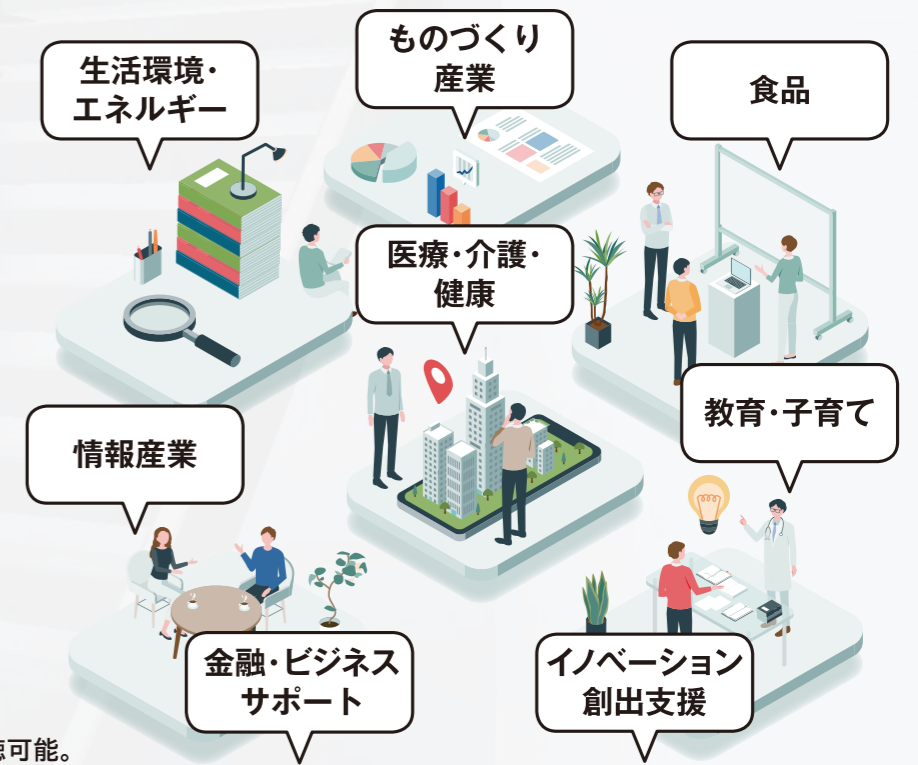 ものづくり
産業
生活環境・
エネルギー
食品
医療・介護・
健康
教育・子育て
情報産業
金融・ビジネス
サポート
イノベーション
創出支援
可能。